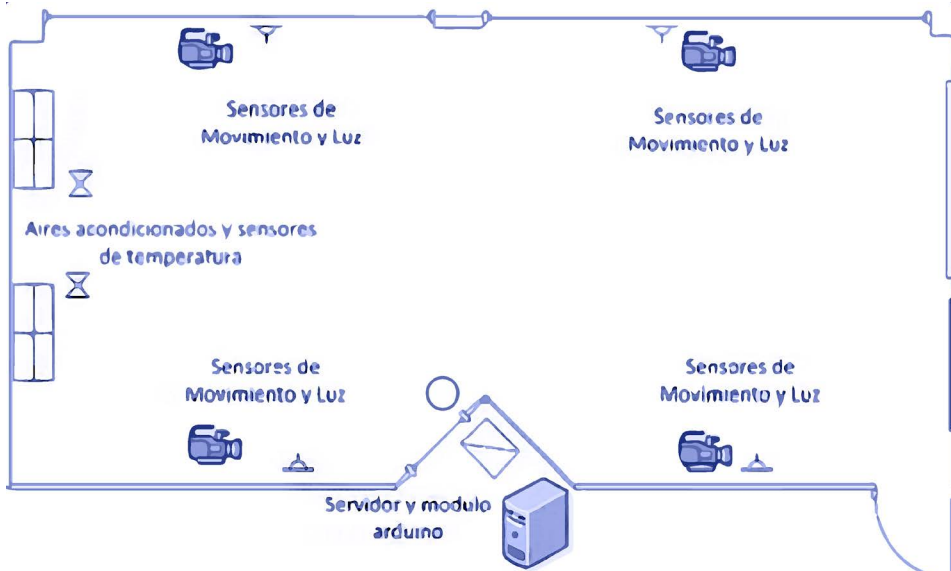 Sensores de
Movimiento y Luz
Sensores de
Movimiento y Luz
Aires acondicionados y sensores
de temperatura
Sensores de
Movimiento y Luz
Sensores de
Movimiento y Luz
Servidor y modulo
arduino